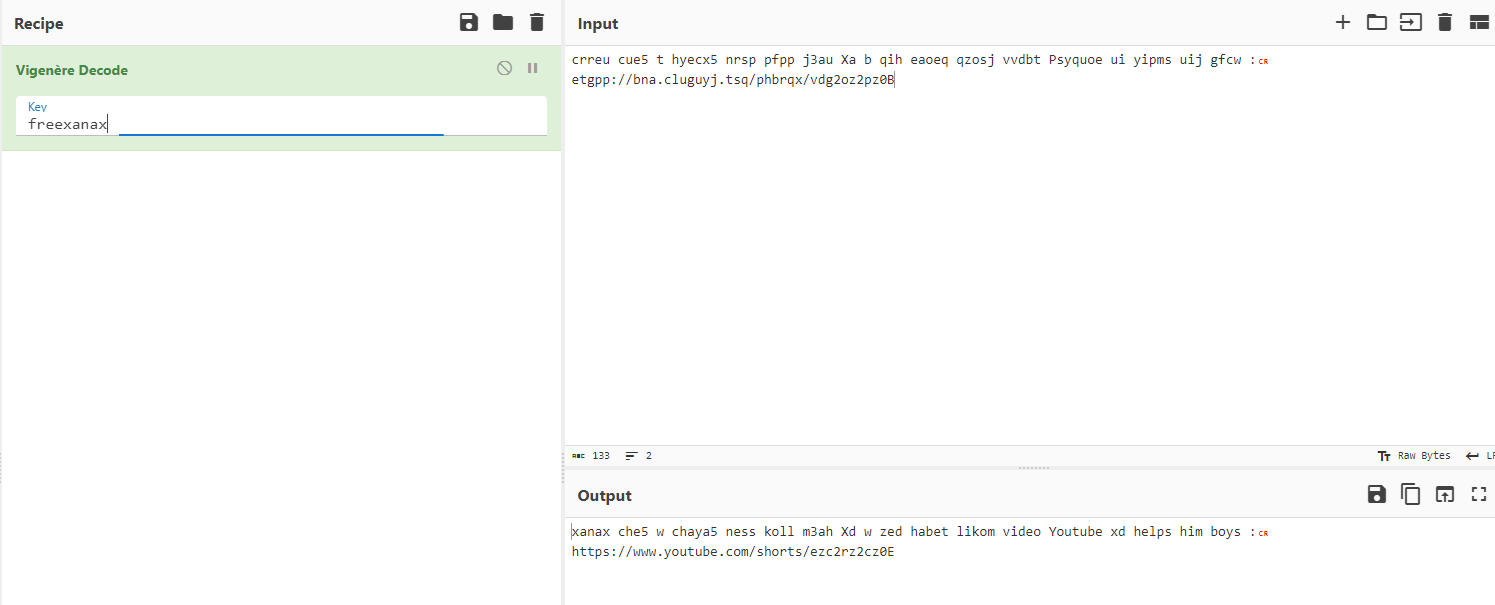 Recipe
Vigenère Decode
Key
freexanax
Input
crreu cue5 t hyecx5 nrsp pfpp j3au Xa b qih eaoeq qzosj vvdbt Psyquoe ui yipms uij gfcw :CR
etgpp://bna.cluguyj.tsq/phbrqx/vdg2oz2pz0B
ABC 133 2 Tт Raw Bytes LF
Output
xanax che5 w chaya5 ness koll m3ah Xd w zed habet likom video Youtube xd helps him boys :CR
https://www.youtube.com/shorts/ezc2rz2cz0E